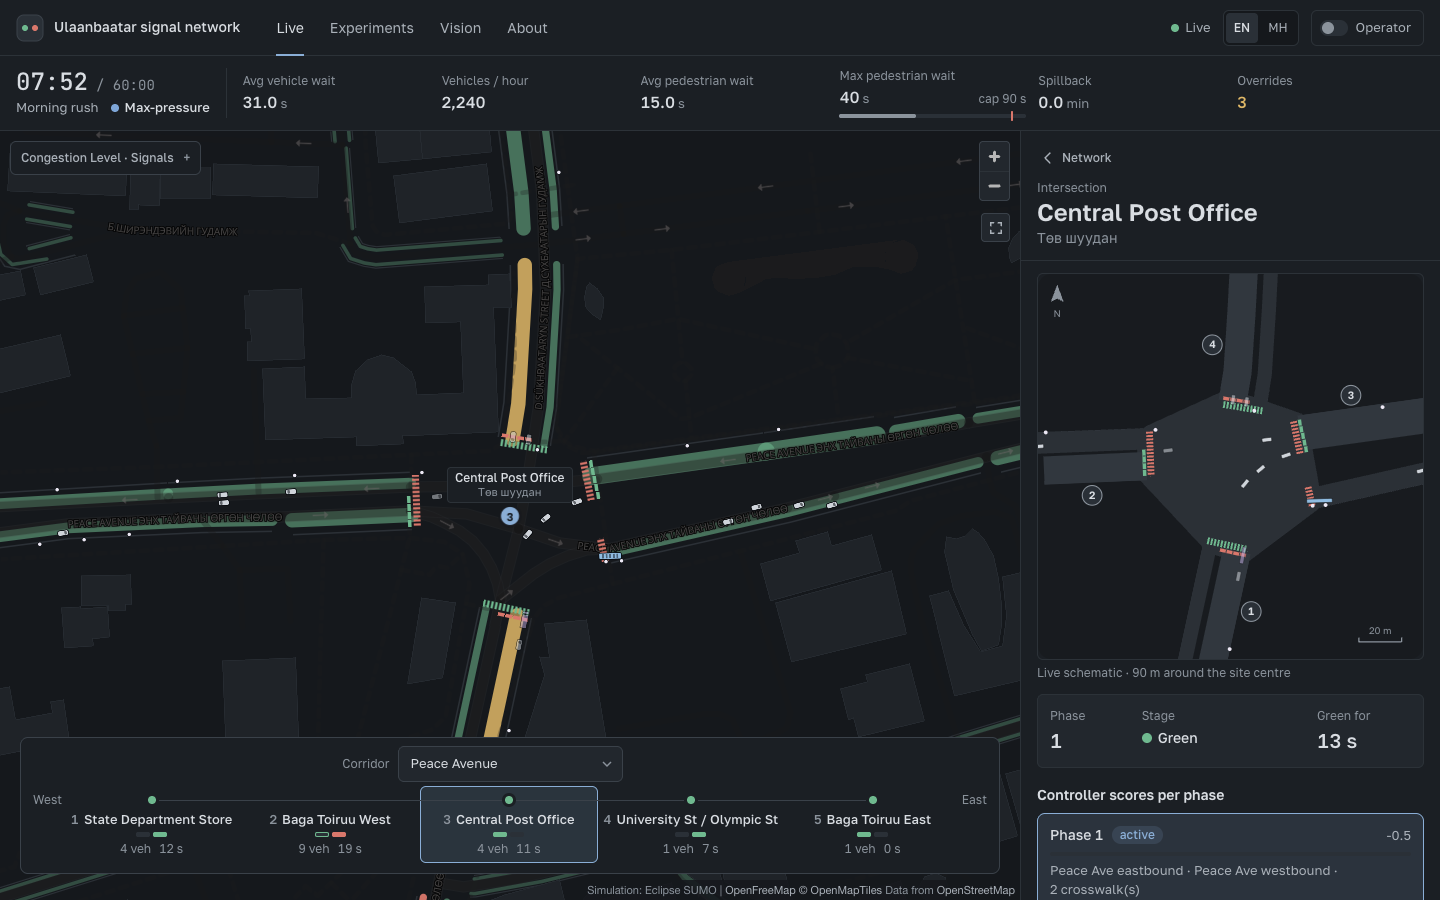 Ulaanbaatar signal network
Live
Experiments
Vision
About
Live
EN
МН
Operator
07:52 / 60:00
Morning rush
Max-pressure
Avg vehicle wait
31.0 s
Vehicles / hour
2,240
Avg pedestrian wait
15.0 s
Max pedestrian wait
40 s
cap 90 s
Spillback
0.0 min
Overrides
3
Congestion Level · Signals +
Б.ШИРЭНДЭВИЙН ГУДАМЖ
Central Post Office
Төв шуудан
3
Corridor
Peace Avenue
West
East
1 State Department Store
4 veh 12 s
2 Baga Toiruu West
9 veh 19 s
3 Central Post Office
4 veh 11 s
4 University St / Olympic St
1 veh 7 s
5 Baga Toiruu East
1 veh 0 s
Simulation: Eclipse SUMO | OpenFreeMap © OpenMapTiles Data from OpenStreetMap
Network
Intersection
Central Post Office
Төв шуудан
N
4
3
2
1
20 m
Live schematic · 90 m around the site centre
Phase
1
Stage
Green
Green for
13 s
Controller scores per phase
Phase 1
active
-0.5
Peace Ave eastbound · Peace Ave westbound ·
2 crosswalk(s)